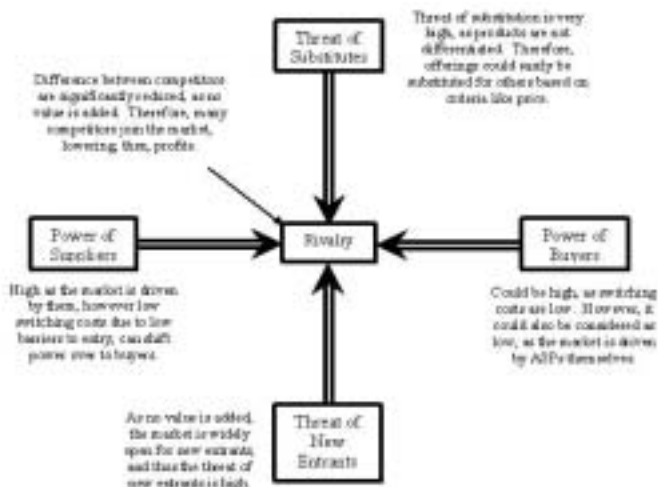 Threat of
Substitutes
Threat of substitution is very
high, as products are not
differentiated. Therefore,
offerings could easily be
substituted for others based on
criteria like price.
Difference between competitors
are significantly reduced, as no
value is added. Therefore, many
competitors join the market,
lowering, then, profits.
Power of
Suppliers
Rivalry
Power of
Buyers
High as the market is driven
by them, however low
switching costs due to low
barriers to entry, can shift
power over to buyers.
Could be high, as switching
costs are low. However, it
could also be considered as
low, as the market is driven
by ASPs themselves
As no value is added,
the market is widely
open for new entrants,
and thus the threat of
new entrants is high.
Threat of
New
Entrants